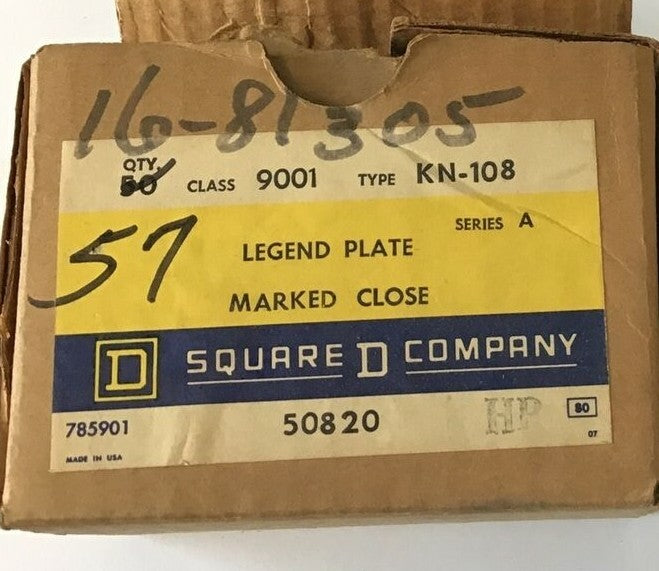 16-81305
QTY.
50 CLASS 9001 TYPE KN-108
SERIES A
57
LEGEND PLATE
MARKED CLOSE
D SQUARE D COMPANY
785901 50820 HP 80
MADE IN USA 07